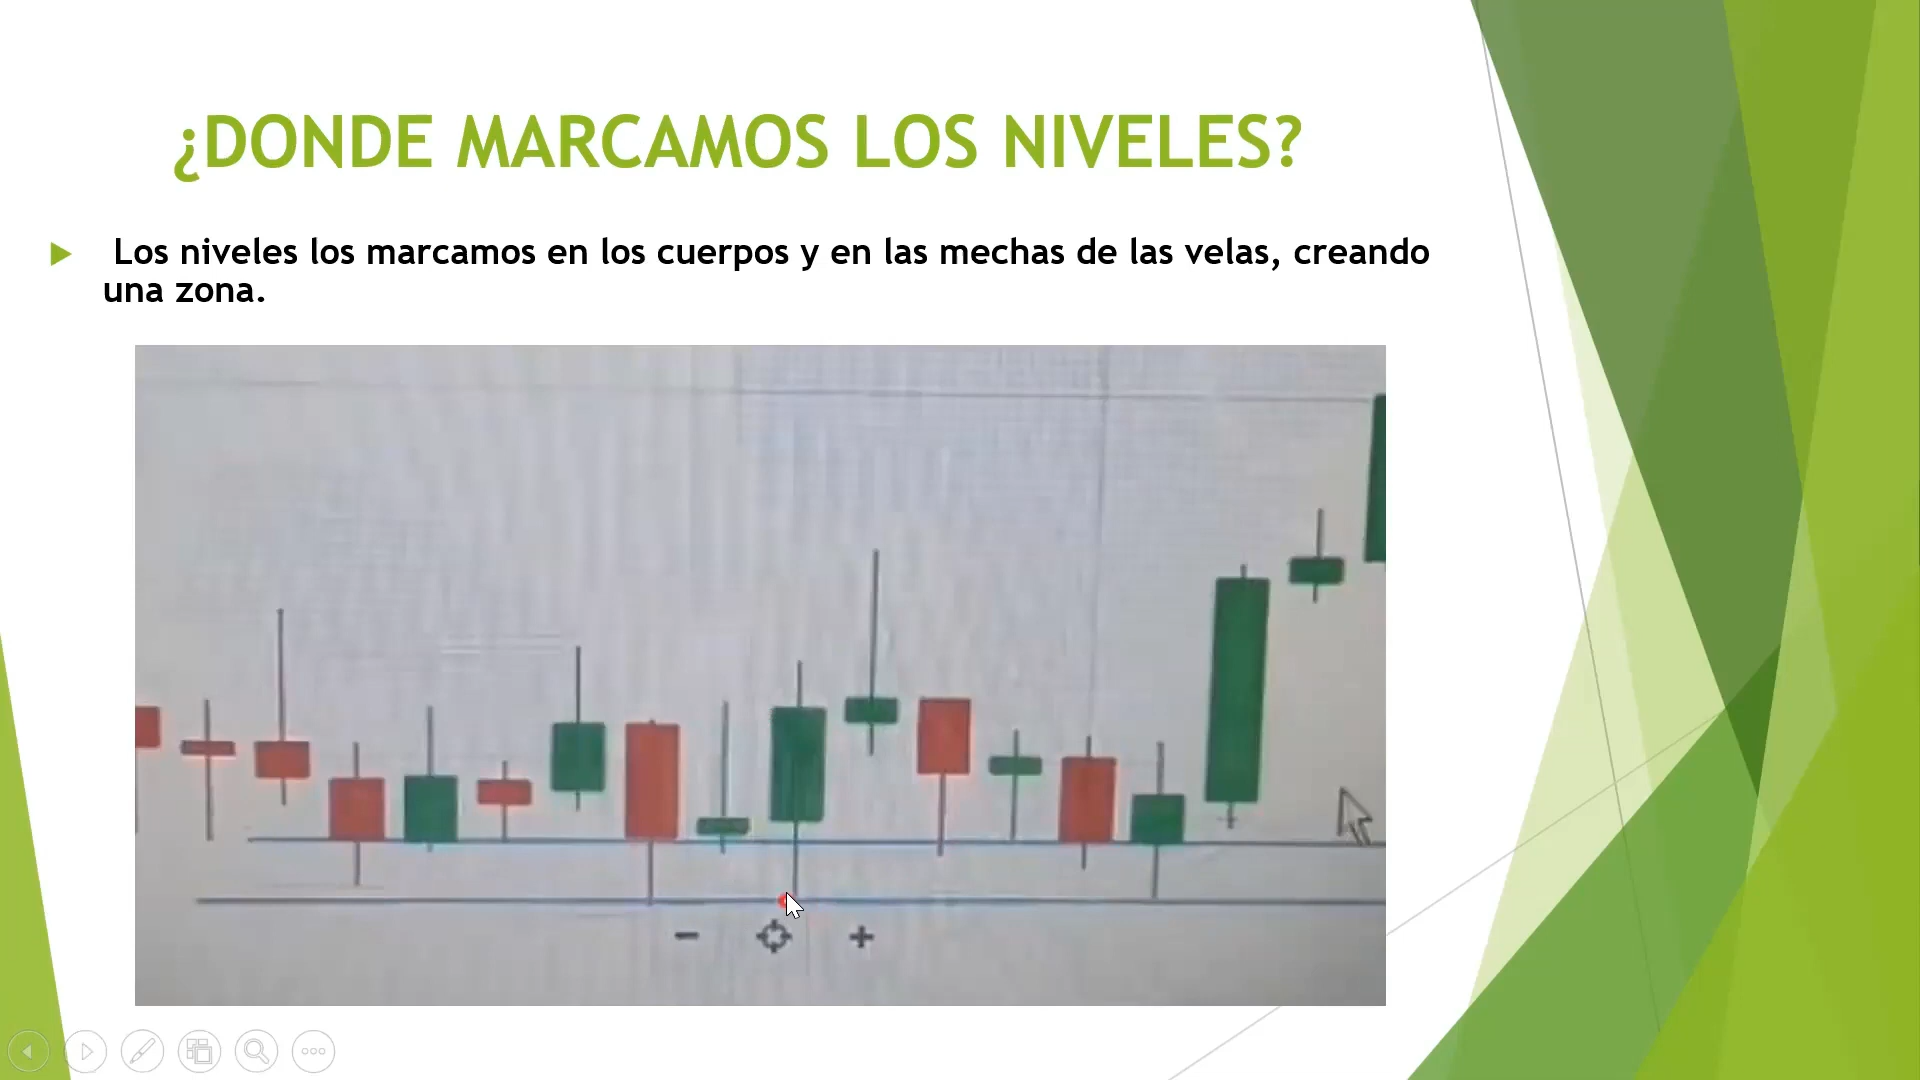 ¿DONDE MARCAMOS LOS NIVELES?
Los niveles los marcamos en los cuerpos y en las mechas de las velas, creando
una zona.